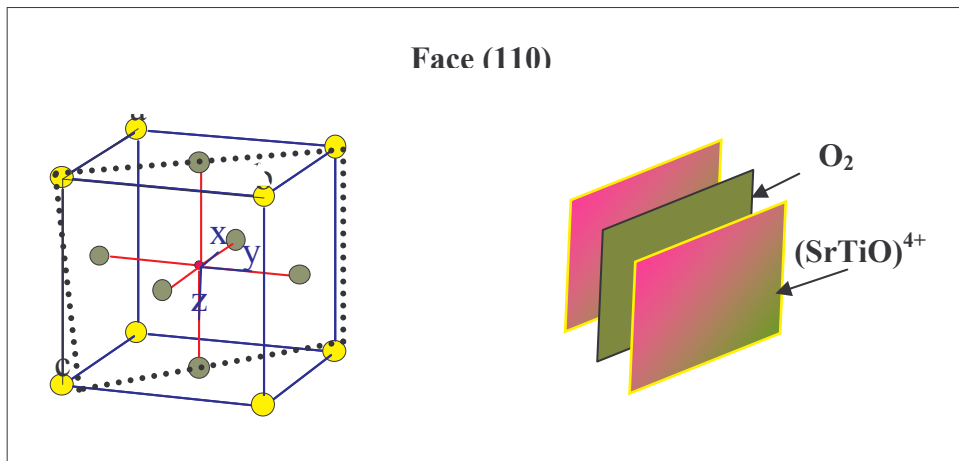 Face (110)
O₂
x
y
(SrTiO)⁴⁺
z
c